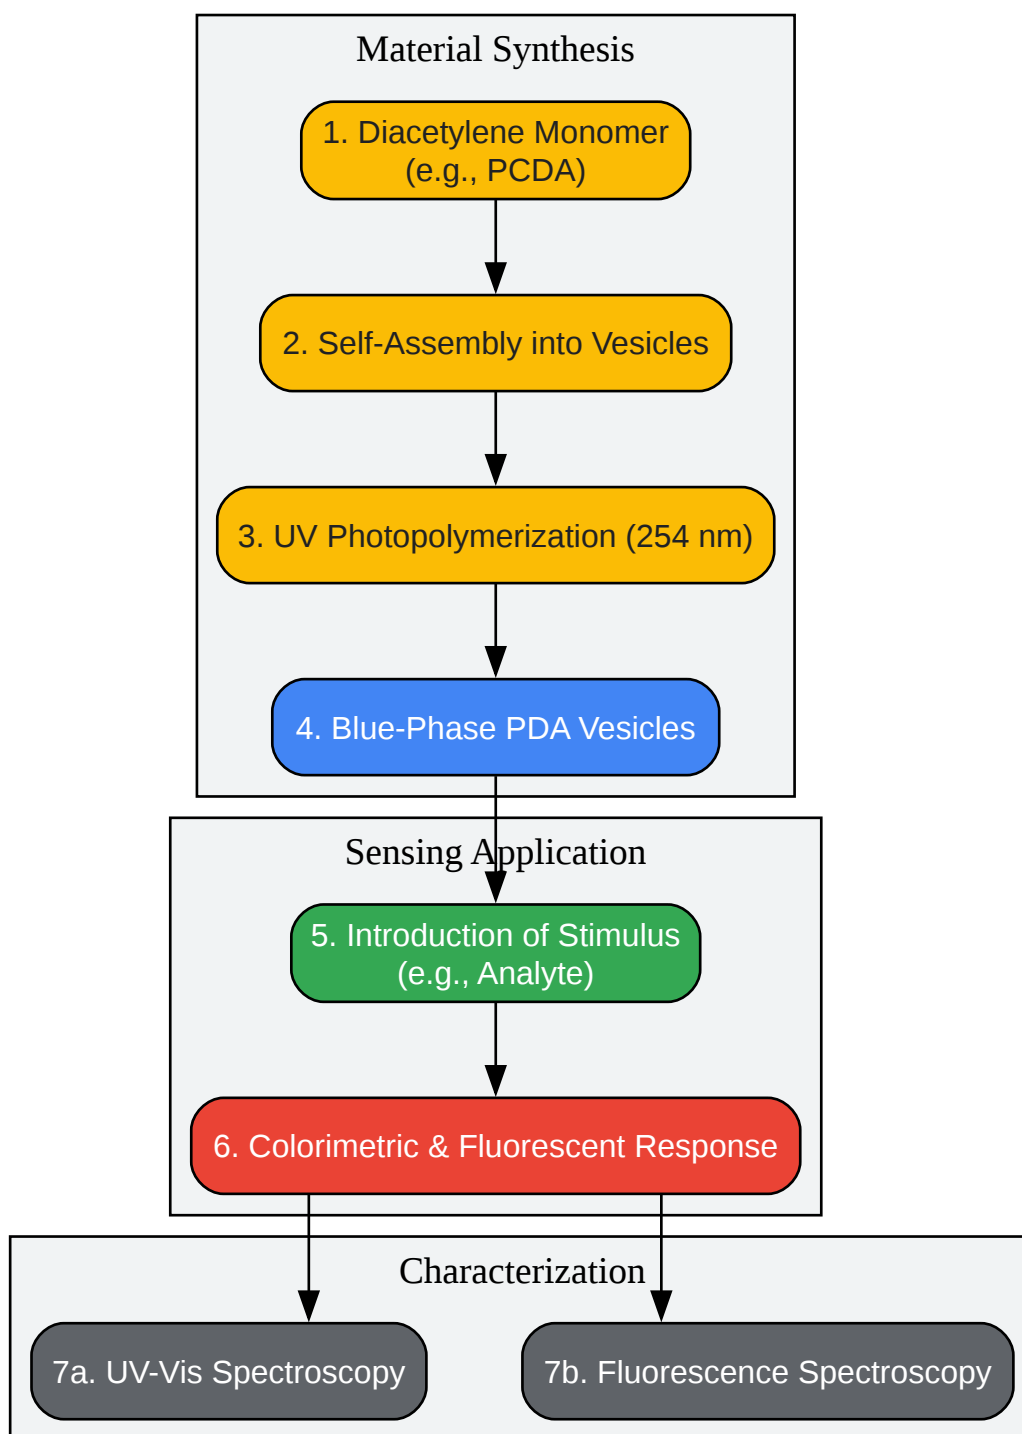 Material Synthesis
1. Diacetylene Monomer
(e.g., PCDA)
2. Self-Assembly into Vesicles
3. UV Photopolymerization (254 nm)
4. Blue-Phase PDA Vesicles
Sensing Application
5. Introduction of Stimulus
(e.g., Analyte)
6. Colorimetric & Fluorescent Response
Characterization
7a. UV-Vis Spectroscopy
7b. Fluorescence Spectroscopy